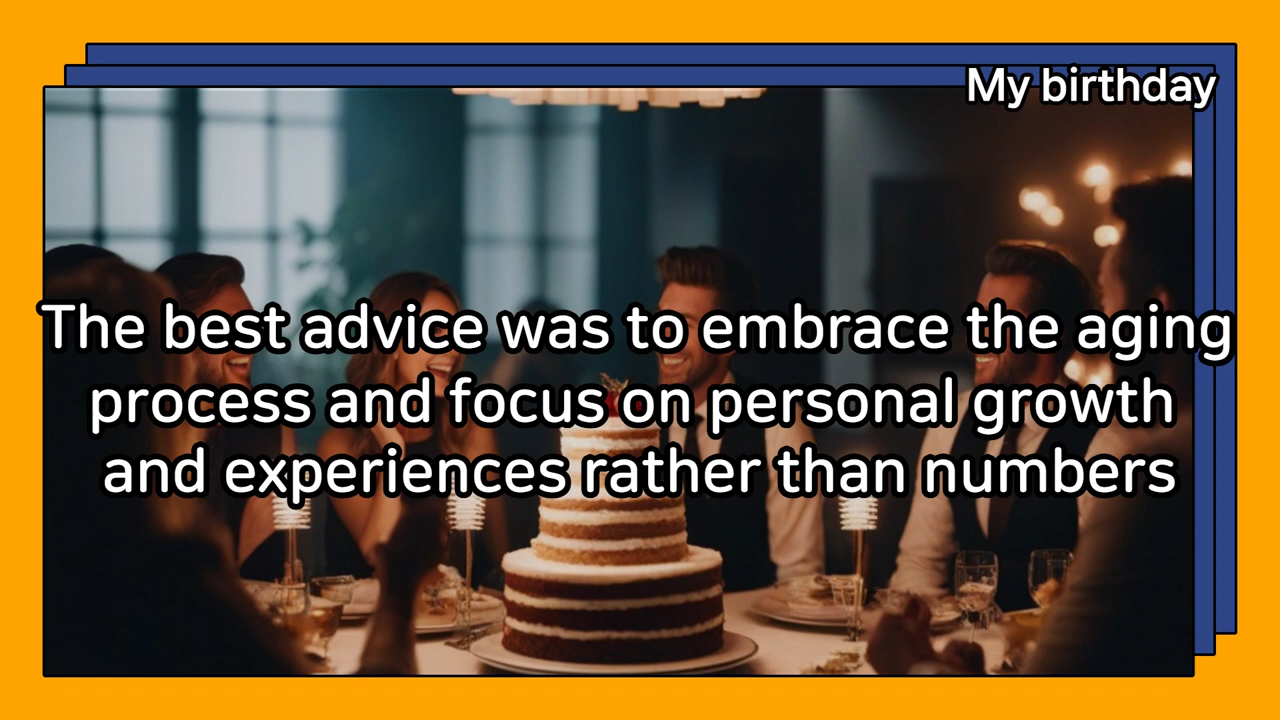 My birthday
The best advice was to embrace the aging
process and focus on personal growth
and experiences rather than numbers